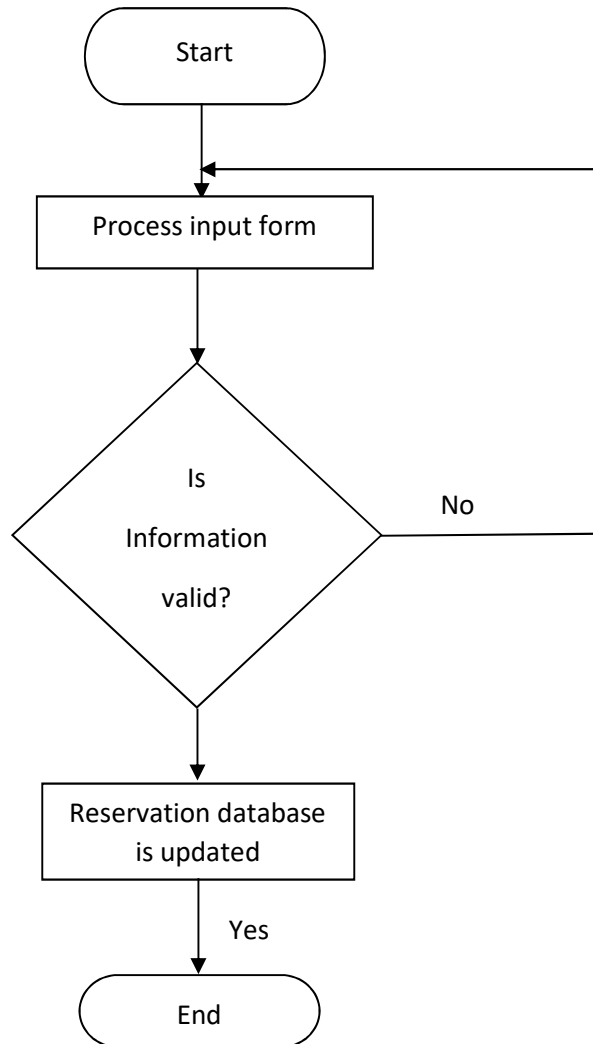 Start
Process input form
Is
Information
No
valid?
Reservation database
is updated
Yes
End